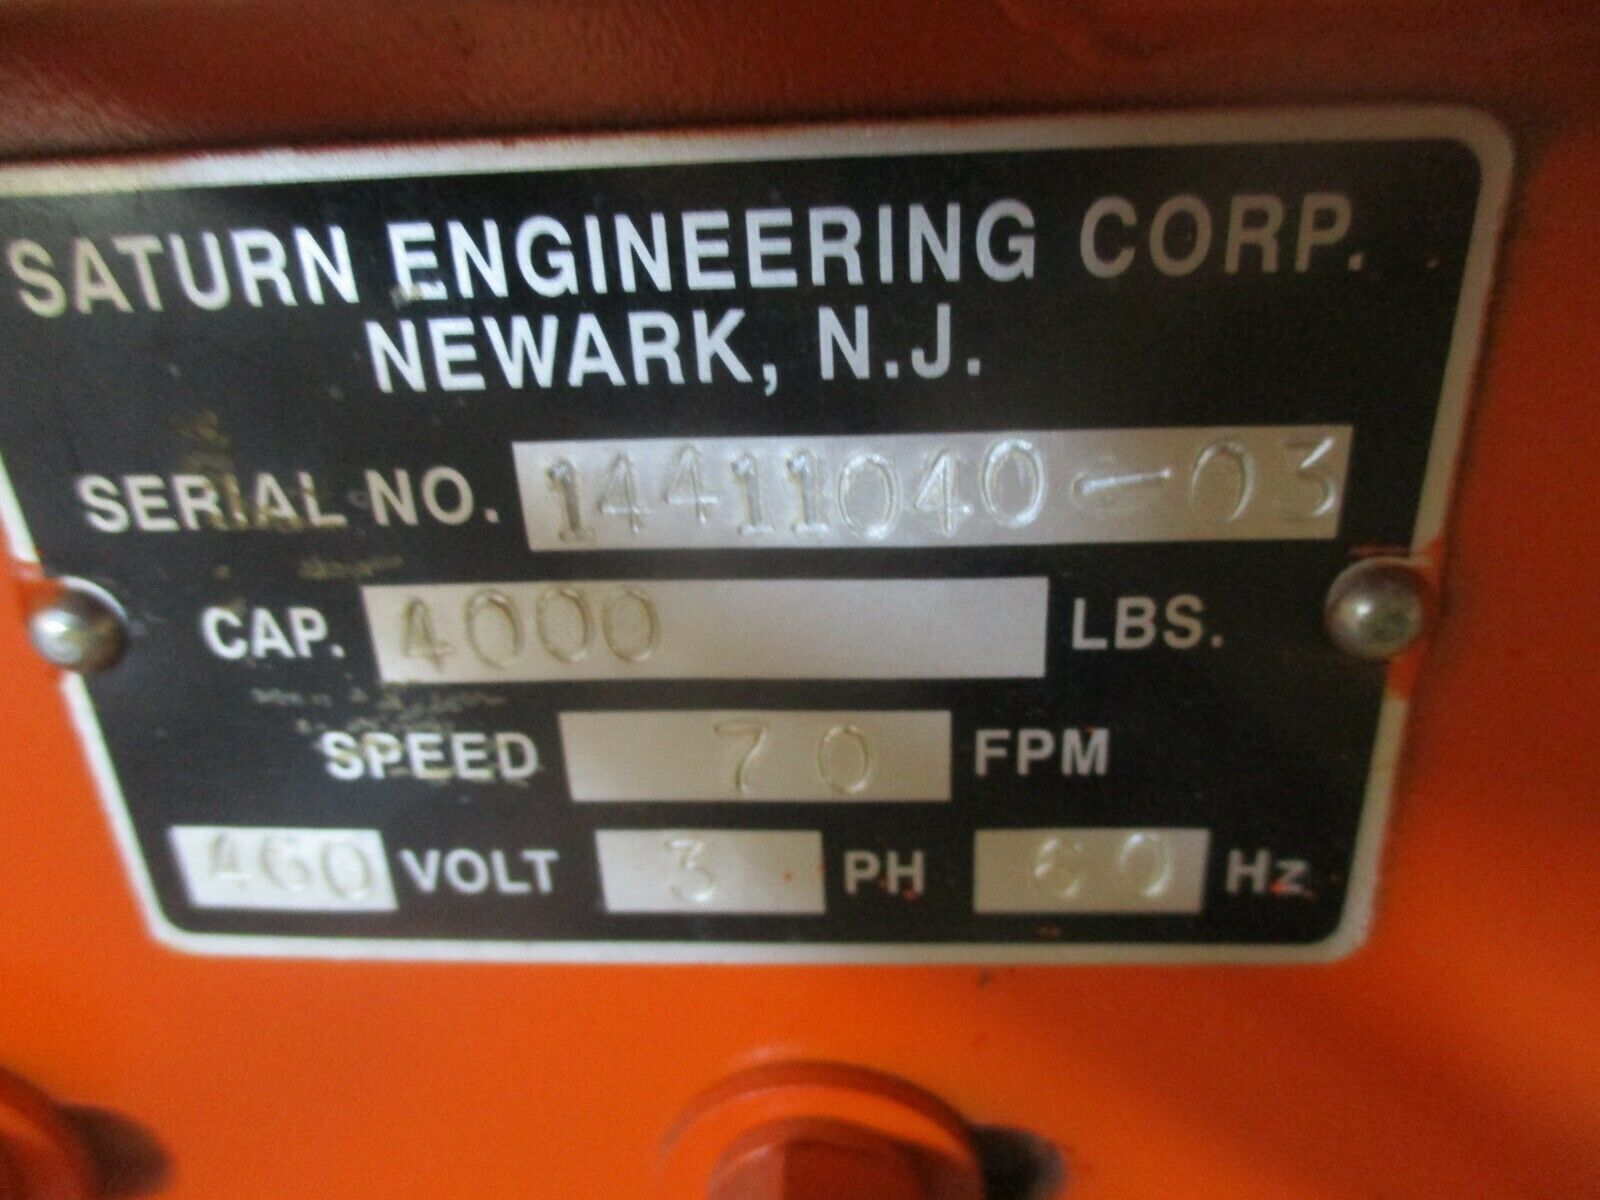 SATURN ENGINEERING CORP.
NEWARK, N.J.
SERIAL NO. 14411040-03
CAP. 4000 LBS.
SPEED 70 FPM
460 VOLT 3 PH 60 Hz